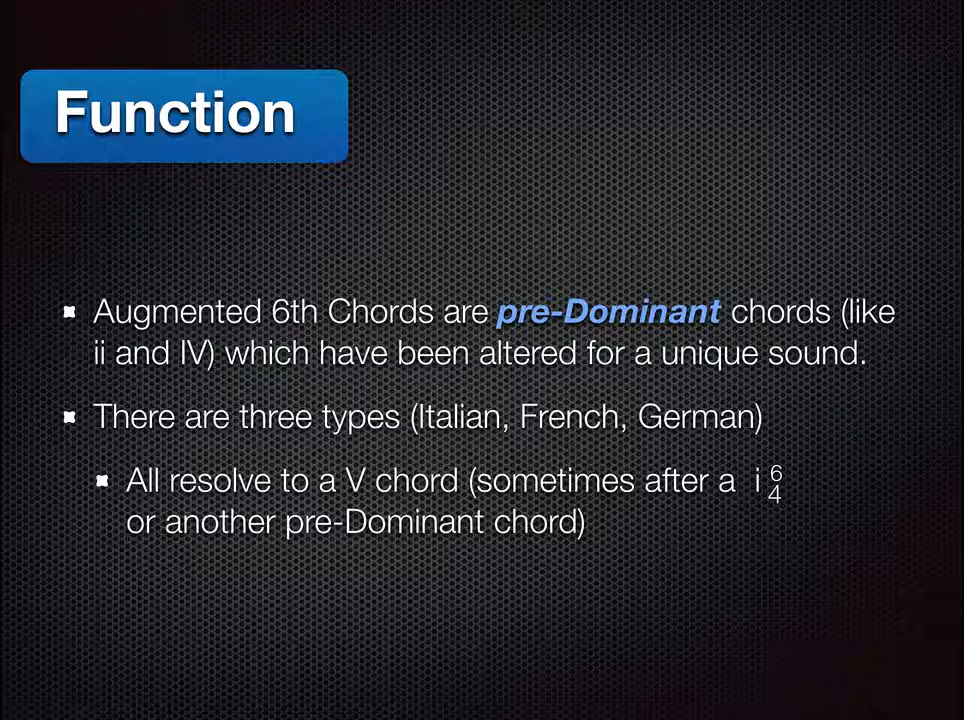 Function
Augmented 6th Chords are pre-Dominant chords (like
ii and IV) which have been altered for a unique sound.
There are three types (Italian, French, German)
All resolve to a V chord (sometimes after a i 6 4
or another pre-Dominant chord)